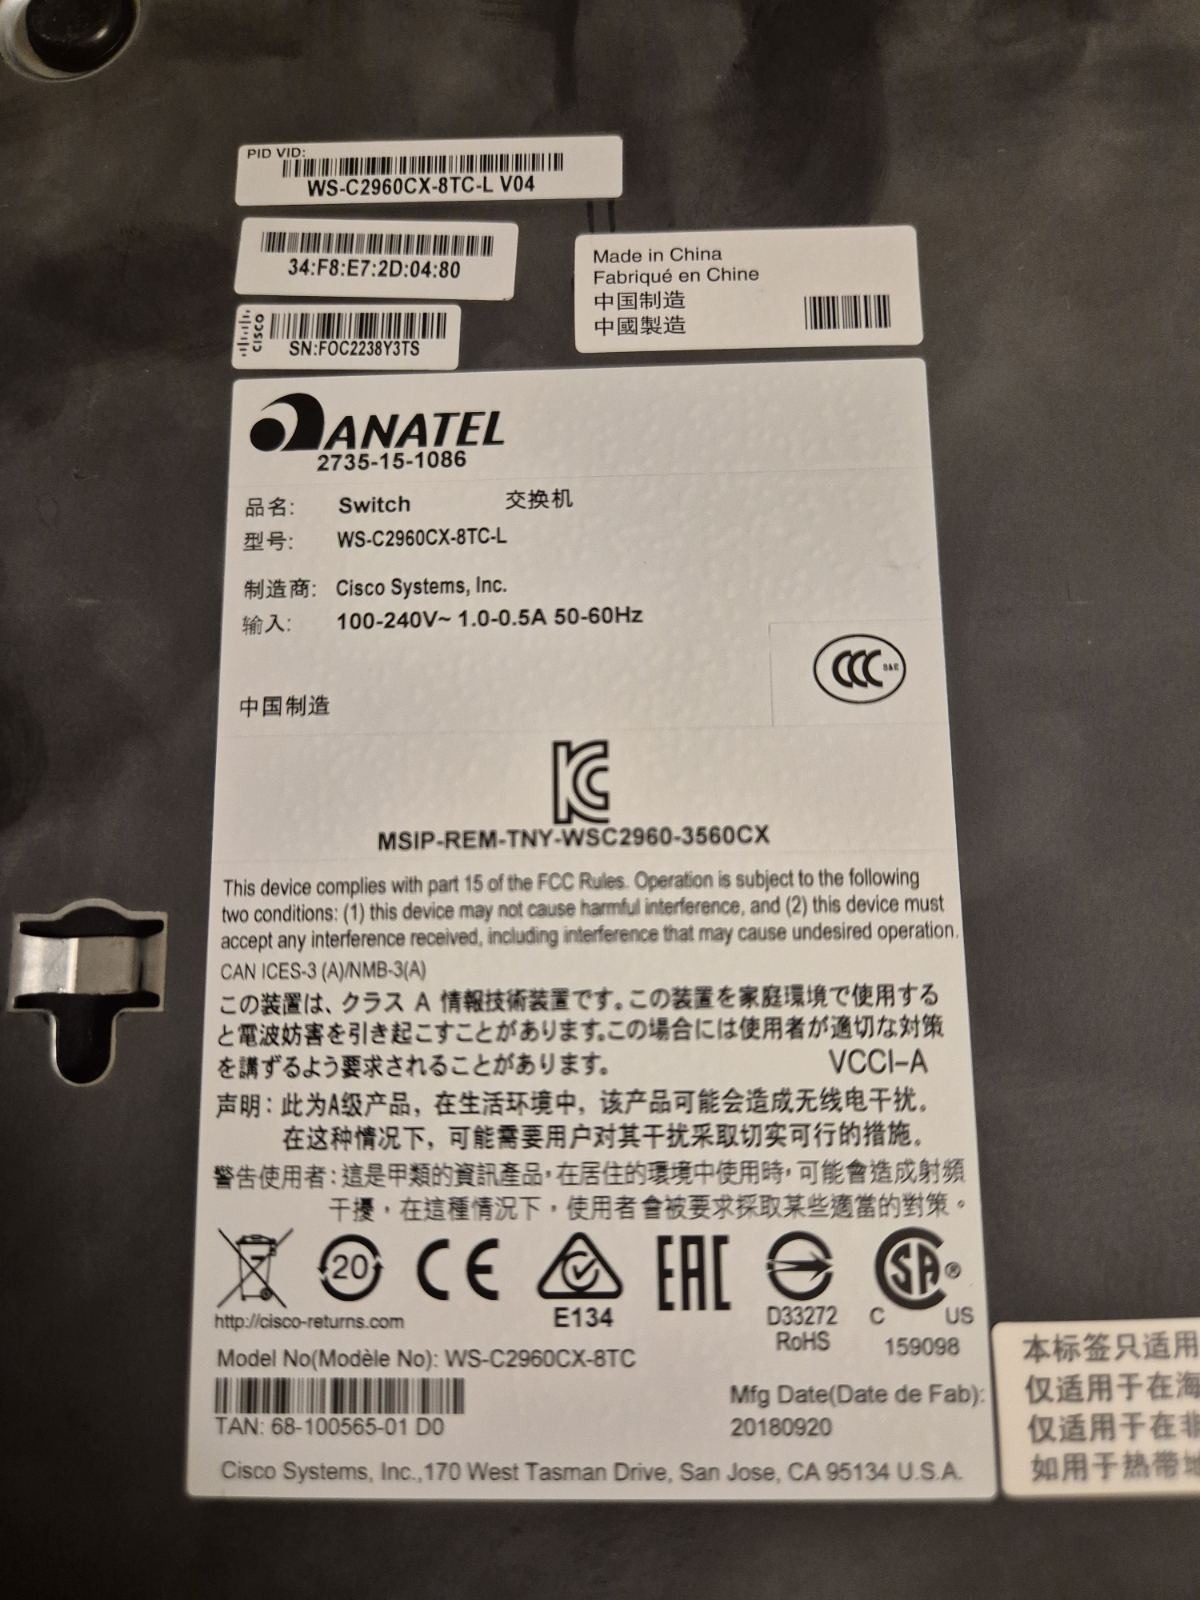 PID VID:
WS-C2960CX-8TC-L V04
34:F8:E7:2D:04:80
CISCO
SN:FOC2238Y3TS
Made in China
Fabriqué en Chine
中国制造
中國製造
ANATEL
2735-15-1086
品名: Switch 交换机
型号: WS-C2960CX-8TC-L
制造商: Cisco Systems, Inc.
输入: 100-240V~ 1.0-0.5A 50-60Hz
CCC S&E
中国制造
KC
MSIP-REM-TNY-WSC2960-3560CX
This device complies with part 15 of the FCC Rules. Operation is subject to the following
two conditions: (1) this device may not cause harmful interference, and (2) this device must
accept any interference received, including interference that may cause undesired operation.
CAN ICES-3 (A)/NMB-3(A)
この装置は、クラス A 情報技術装置です。この装置を家庭環境で使用する
と電波妨害を引き起こすことがあります。この場合には使用者が適切な対策
を講ずるよう要求されることがあります。 VCCI-A
声明：此为A级产品，在生活环境中，该产品可能会造成无线电干扰。
在这种情况下，可能需要用户对其干扰采取切实可行的措施。
警告使用者：這是甲類的資訊產品，在居住的環境中使用時，可能會造成射頻
干擾，在這種情況下，使用者會被要求採取某些適當的對策。
20 CE EAC SA ®
E134
http://cisco-returns.com
D33272
RoHS
C US
159098
Model No(Modèle No): WS-C2960CX-8TC
TAN: 68-100565-01 D0
Mfg Date(Date de Fab):
20180920
Cisco Systems, Inc.,170 West Tasman Drive, San Jose, CA 95134 U.S.A.
本标签只适用
仅适用于在海
仅适用于在非
如用于热带地